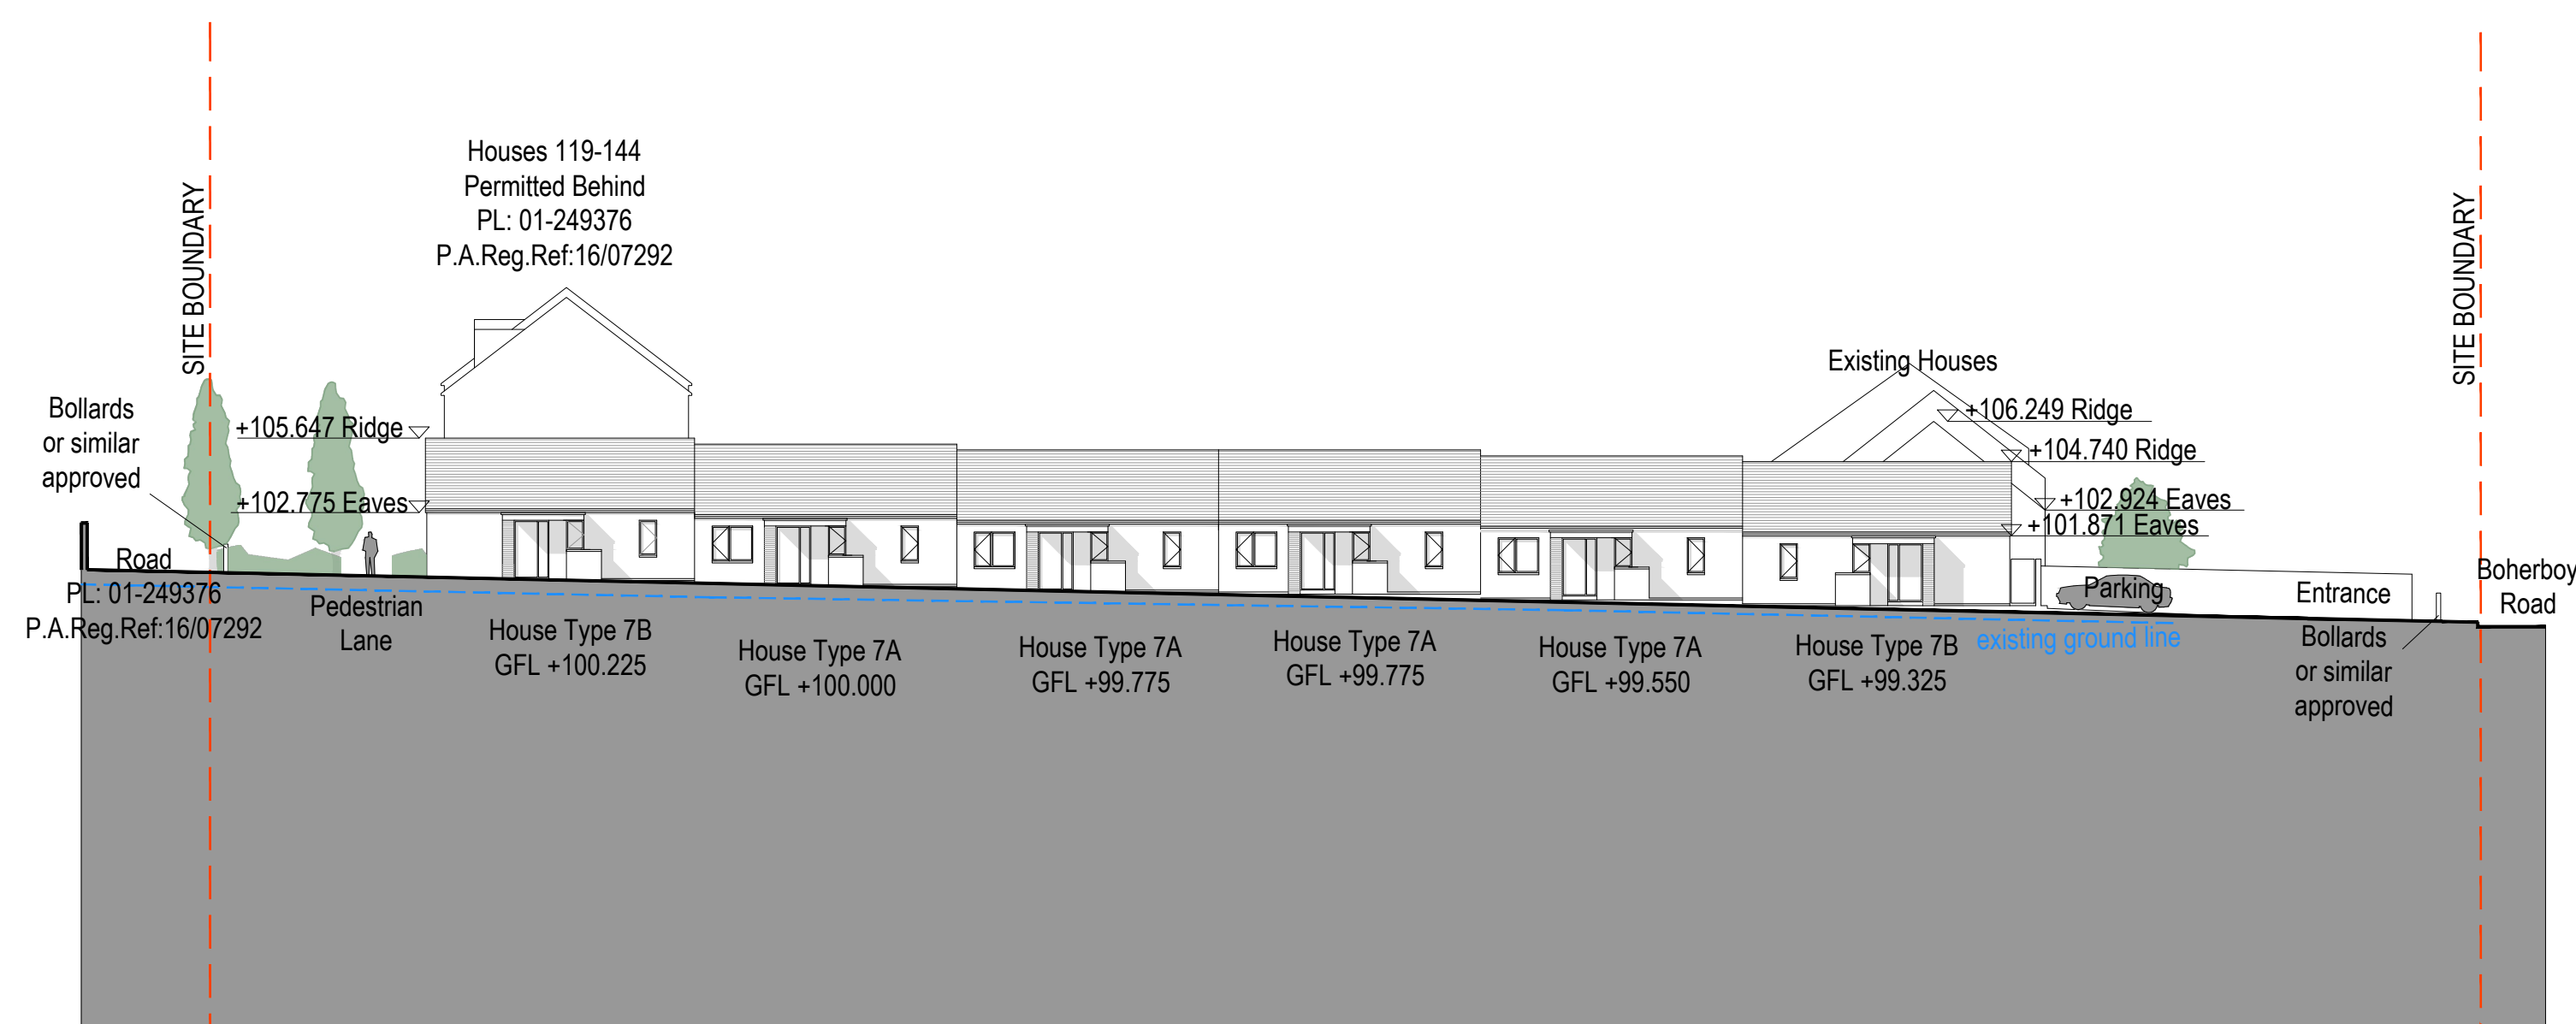 Houses 119-144
Permitted Behind
PL: 01-249376
P.A.Reg.Ref:16/07292
SITE BOUNDARY
SITE BOUNDARY
Existing Houses
Bollards
or similar
approved
+105.647 Ridge
+102.775 Eaves
+106.249 Ridge
+104.740 Ridge
+102.924 Eaves
+101.871 Eaves
Road
PL: 01-249376
P.A.Reg.Ref:16/07292
Pedestrian
Lane
House Type 7B
GFL +100.225
House Type 7A
GFL +100.000
House Type 7A
GFL +99.775
House Type 7A
GFL +99.775
House Type 7A
GFL +99.550
House Type 7B
GFL +99.325
existing ground line
Parking
Entrance
Bollards
or similar
approved
Boherboy
Road